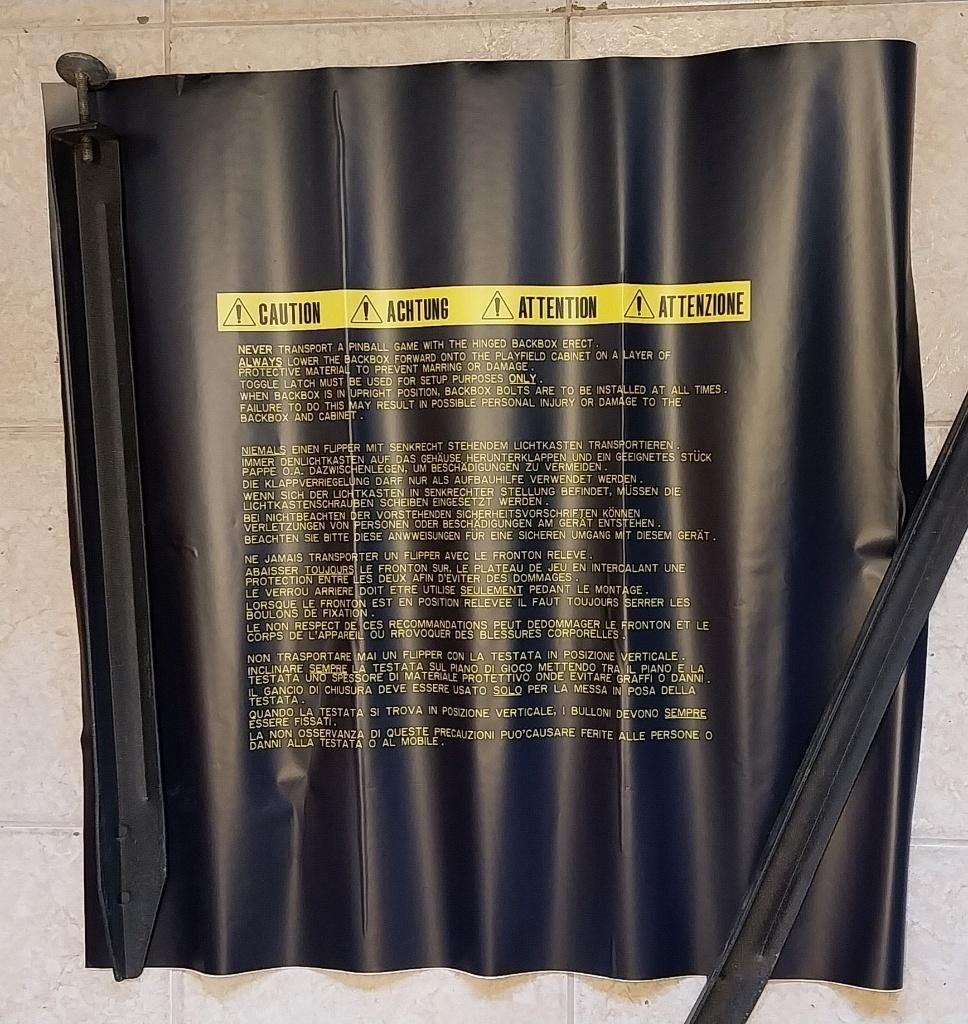 CAUTION ACHTUNG ATTENTION ATTENZIONE
NEVER TRANSPORT A PINBALL GAME WITH THE HINGED BACKBOX ERECT.
ALWAYS LOWER THE BACKBOX FORWARD ONTO THE PLAYFIELD CABINET ON A LAYER OF
PROTECTIVE MATERIAL TO PREVENT MARRING OR DAMAGE.
TOGGLE LATCH MUST BE USED FOR SETUP PURPOSES ONLY.
WHEN BACKBOX IS IN UPRIGHT POSITION, BACKBOX BOLTS ARE TO BE INSTALLED AT ALL TIMES.
FAILURE TO DO THIS MAY RESULT IN POSSIBLE PERSONAL INJURY OR DAMAGE TO THE
BACKBOX AND CABINET.
NIEMALS EINEN FLIPPER MIT SENKRECHT STEHENDEM LICHTKASTEN TRANSPORTIEREN.
IMMER DENLICHTKASTEN AUF DAS GEHÄUSE HERUNTERKLAPPEN UND EIN GEEIGNETES STÜCK
PAPPE O.A. DAZWISCHENLEGEN, UM BESCHÄDIGUNGEN ZU VERMEIDEN.
DIE KLAPPVERRIEGELUNG DARF NUR ALS AUFBAUHILFE VERWENDET WERDEN.
WENN SICH DER LICHTKASTEN IN SENKRECHTER STELLUNG BEFINDET, MÜSSEN DIE
LICHTKASTENSCHRAUBEN SCHEIBEN EINGESETZT WERDEN.
BEI NICHTBEACHTEN DER VORSTEHENDEN SICHERHEITSVORSCHRIFTEN KÖNNEN
VERLETZUNGEN VON PERSONEN ODER BESCHÄDIGUNGEN AM GERÄT ENTSTEHEN.
BEACHTEN SIE BITTE DIESE ANWWEISUNGEN FÜR EINE SICHEREN UMGANG MIT DIESEM GERÄT.
NE JAMAIS TRANSPORTER UN FLIPPER AVEC LE FRONTON RELEVE.
ABAISSER TOUJOURS LE FRONTON SUR, LE PLATEAU DE JEU EN INTERCALANT UNE
PROTECTION ENTRE LES DEUX AFIN D'EVITER DES DOMMAGES.
LE VERROU ARRIERE DOIT ETRE UTILISE SEULEMENT PEDANT LE MONTAGE.
LORSQUE LE FRONTON EST EN POSITION RELEVEE IL FAUT TOUJOURS SERRER LES
BOULONS DE FIXATION.
LE NON RESPECT DE CES RECOMMANDATIONS PEUT DEDOMMAGER LE FRONTON ET LE
CORPS DE L'APPAREIL OU RROVOQUER DES BLESSURES CORPORELLES.
NON TRASPORTARE MAI UN FLIPPER CON LA TESTATA IN POSIZIONE VERTICALE.
INCLINARE SEMPRE LA TESTATA SUL PIANO DI GIOCO METTENDO TRA IL PIANO E LA
TESTATA UNO SPESSORE DI MATERIALE PROTETTIVO ONDE EVITARE GRAFFI O DANNI.
IL GANCIO DI CHIUSURA DEVE ESSERE USATO SOLO PER LA MESSA IN POSA DELLA
TESTATA.
QUANDO LA TESTATA SI TROVA IN POSIZIONE VERTICALE, I BULLONI DEVONO SEMPRE
ESSERE FISSATI.
LA NON OSSERVANZA DI QUESTE PRECAUZIONI PUO'CAUSARE FERITE ALLE PERSONE O
DANNI ALLA TESTATA O AL MOBILE.